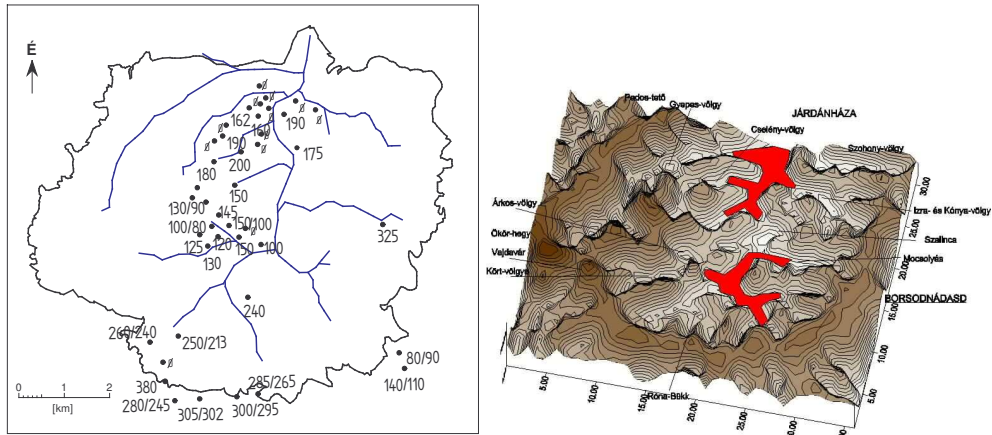 É
162
160
190
190
200
175
180
150
130/90
145
150
100
100/80
325
125
120
150
100
130
240
260/240
250/213
80/90
380
285/265
140/110
280/245
305/302
300/295
0
1
2
[km]
Pedos-tető
Gyepes-völgy
JÁRDÁNHÁZA
Cselény-völgy
Szohony-völgy
Árkos-völgy
Izra- és Kónya-völgy
Ökör-hegy
Szalinca
Vajdavár
Mocsolyás
Kört-völgye
BORSODNÁDASD
Róna-Bükk
30.00
25.00
20.00
15.00
10.00
5.00
5.00
10.00
15.00
20.00
25.00
30.00